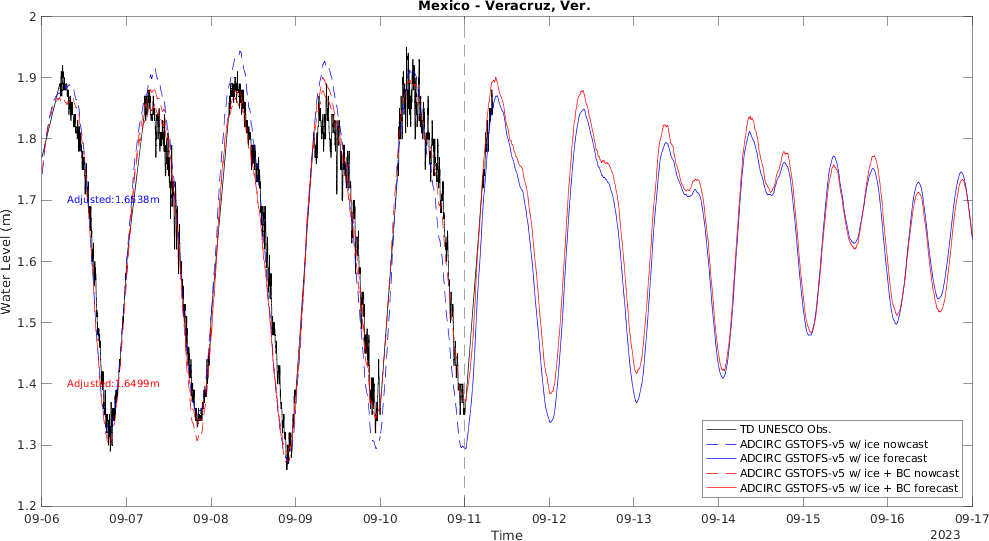 Mexico - Veracruz, Ver.
2
1.9
1.8
1.7
1.6
1.5
1.4
1.3
1.2
Water Level (m)
Adjusted:1.6538m
Adjusted:1.6499m
TD UNESCO Obs.
ADCIRC GSTOFS-v5 w/ ice nowcast
ADCIRC GSTOFS-v5 w/ ice forecast
ADCIRC GSTOFS-v5 w/ ice + BC nowcast
ADCIRC GSTOFS-v5 w/ ice + BC forecast
09-06 09-07 09-08 09-09 09-10 09-11 09-12 09-13 09-14 09-15 09-16 09-17
Time
2023